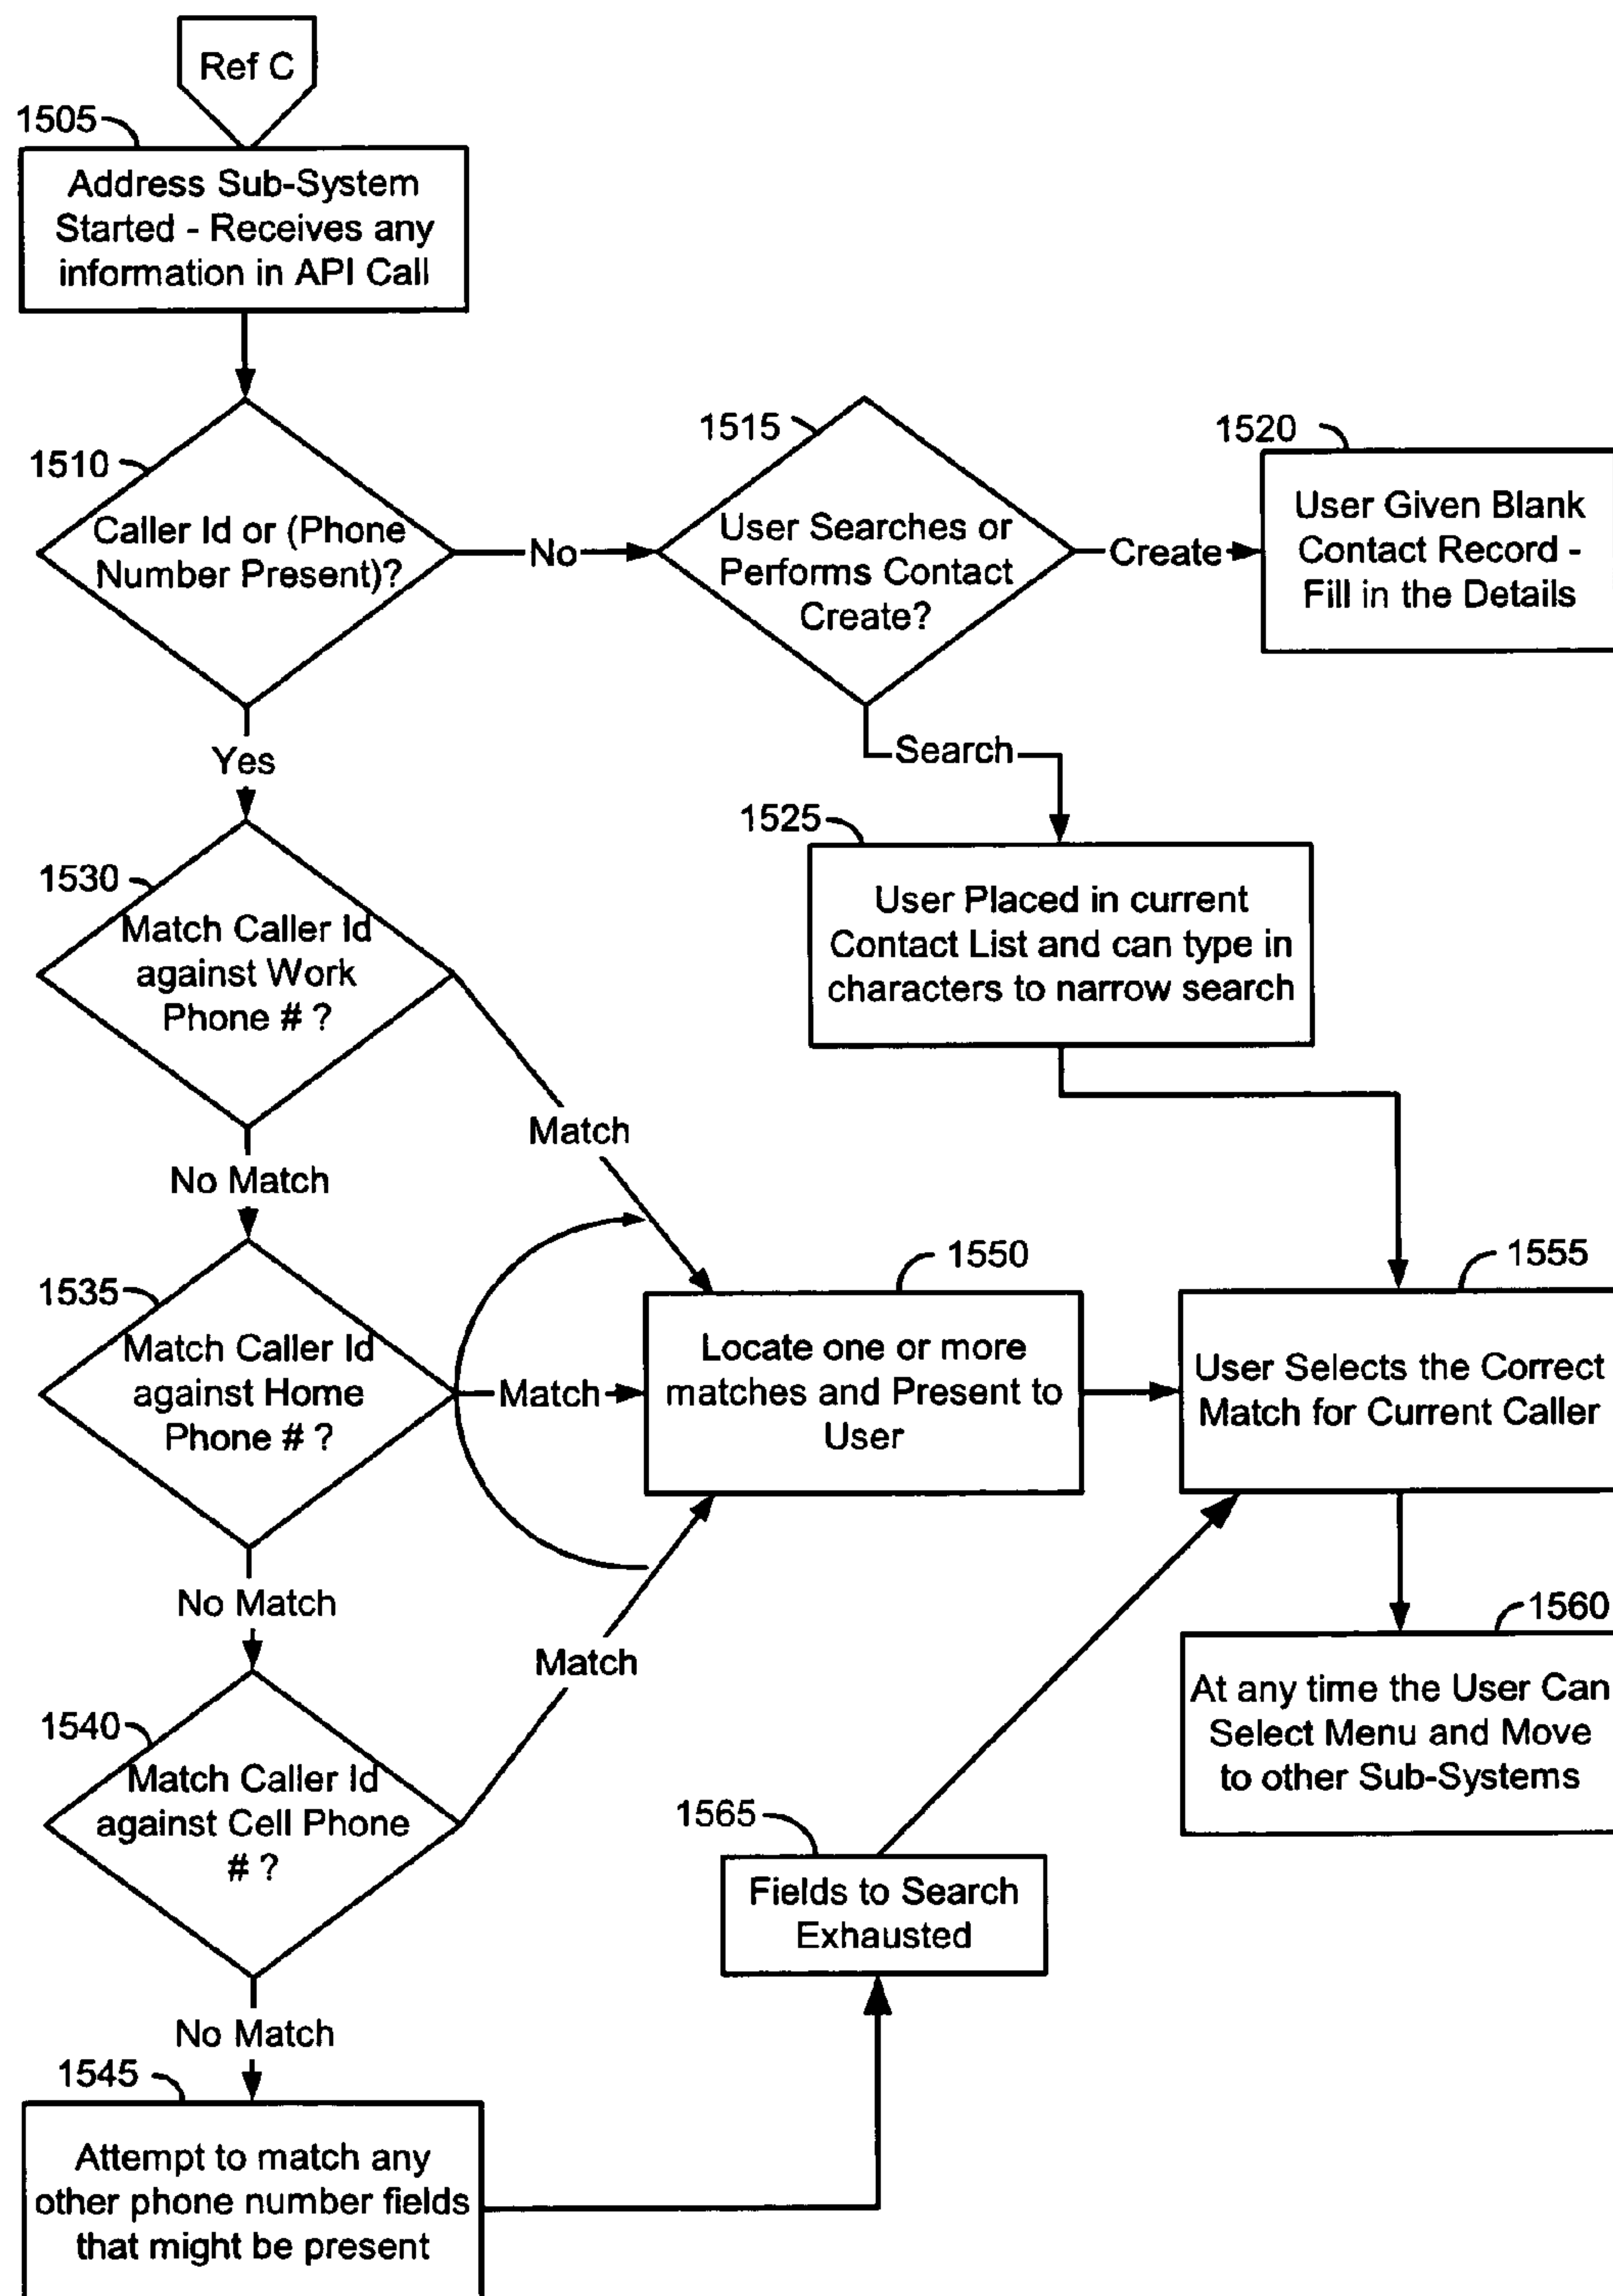 Ref C
1505
Address Sub-System
Started - Receives any
information in API Call
1510
Caller Id or (Phone
Number Present)?
No
1515
User Searches or
Performs Contact
Create?
Create
1520
User Given Blank
Contact Record -
Fill in the Details
Yes
Search
1525
User Placed in current
Contact List and can type in
characters to narrow search
1530
Match Caller Id
against Work
Phone # ?
Match
No Match
1535
Match Caller Id
against Home
Phone # ?
Match
1550
Locate one or more
matches and Present to
User
1555
User Selects the Correct
Match for Current Caller
No Match
1540
Match Caller Id
against Cell Phone
# ?
Match
1560
At any time the User Can
Select Menu and Move
to other Sub-Systems
1565
Fields to Search
Exhausted
No Match
1545
Attempt to match any
other phone number fields
that might be present